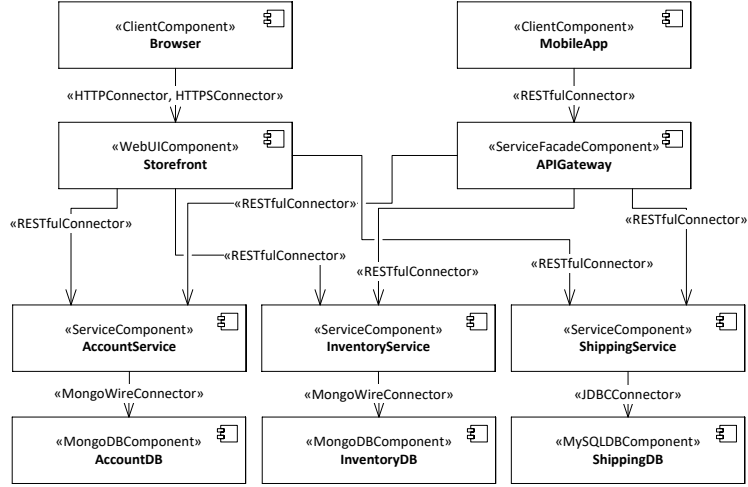 «ClientComponent»
Browser
«ClientComponent»
MobileApp
«HTTPConnector, HTTPSConnector»
«RESTfulConnector»
«WebUIComponent»
Storefront
«ServiceFacadeComponent»
APIGateway
«RESTfulConnector»
«RESTfulConnector»
«RESTfulConnector»
«RESTfulConnector»
«RESTfulConnector»
«RESTfulConnector»
«ServiceComponent»
AccountService
«ServiceComponent»
InventoryService
«ServiceComponent»
ShippingService
«MongoWireConnector»
«MongoWireConnector»
«JDBCConnector»
«MongoDBComponent»
AccountDB
«MongoDBComponent»
InventoryDB
«MySQLDBComponent»
ShippingDB